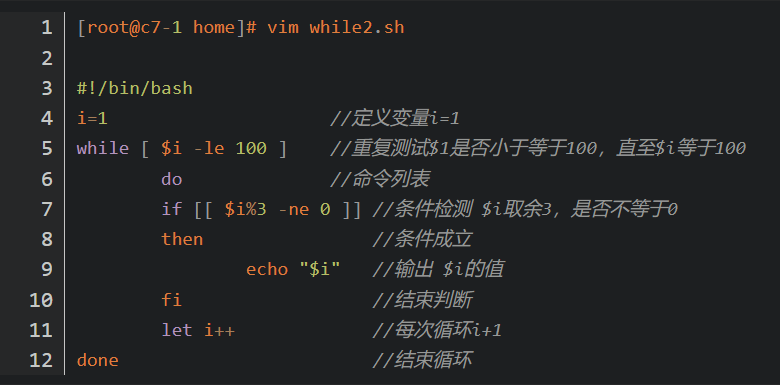 1 [root@c7-1 home]# vim while2.sh
2
3 #!/bin/bash
4 i=1                     //定义变量i=1
5 while [ $i -le 100 ]    //重复测试$1是否小于等于100，直至$i等于100
6         do              //命令列表
7         if [[ $i%3 -ne 0 ]] //条件检测 $i取余3，是否不等于0
8         then                //条件成立
9                 echo "$i"   //输出 $i的值
10         fi                  //结束判断
11         let i++             //每次循环i+1
12 done                        //结束循环